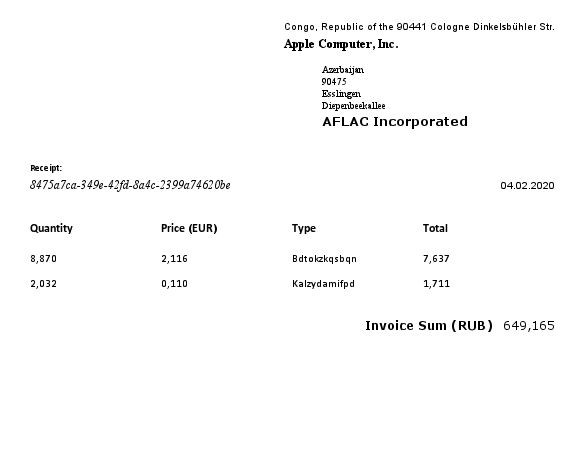 Congo, Republic of the 90441 Cologne Dinkelsbühler Str.
Apple Computer, Inc.
Azerbaijan
90475
Esslingen
Diepenbeekallee
AFLAC Incorporated
Receipt:
8475a7ca-349e-42fd-8a4c-2399a74620be 04.02.2020
Quantity Price (EUR) Type Total
8,870 2,116 Bdtokzkqsbqn 7,637
2,032 0,110 Kalzydamifpd 1,711
Invoice Sum (RUB) 649,165